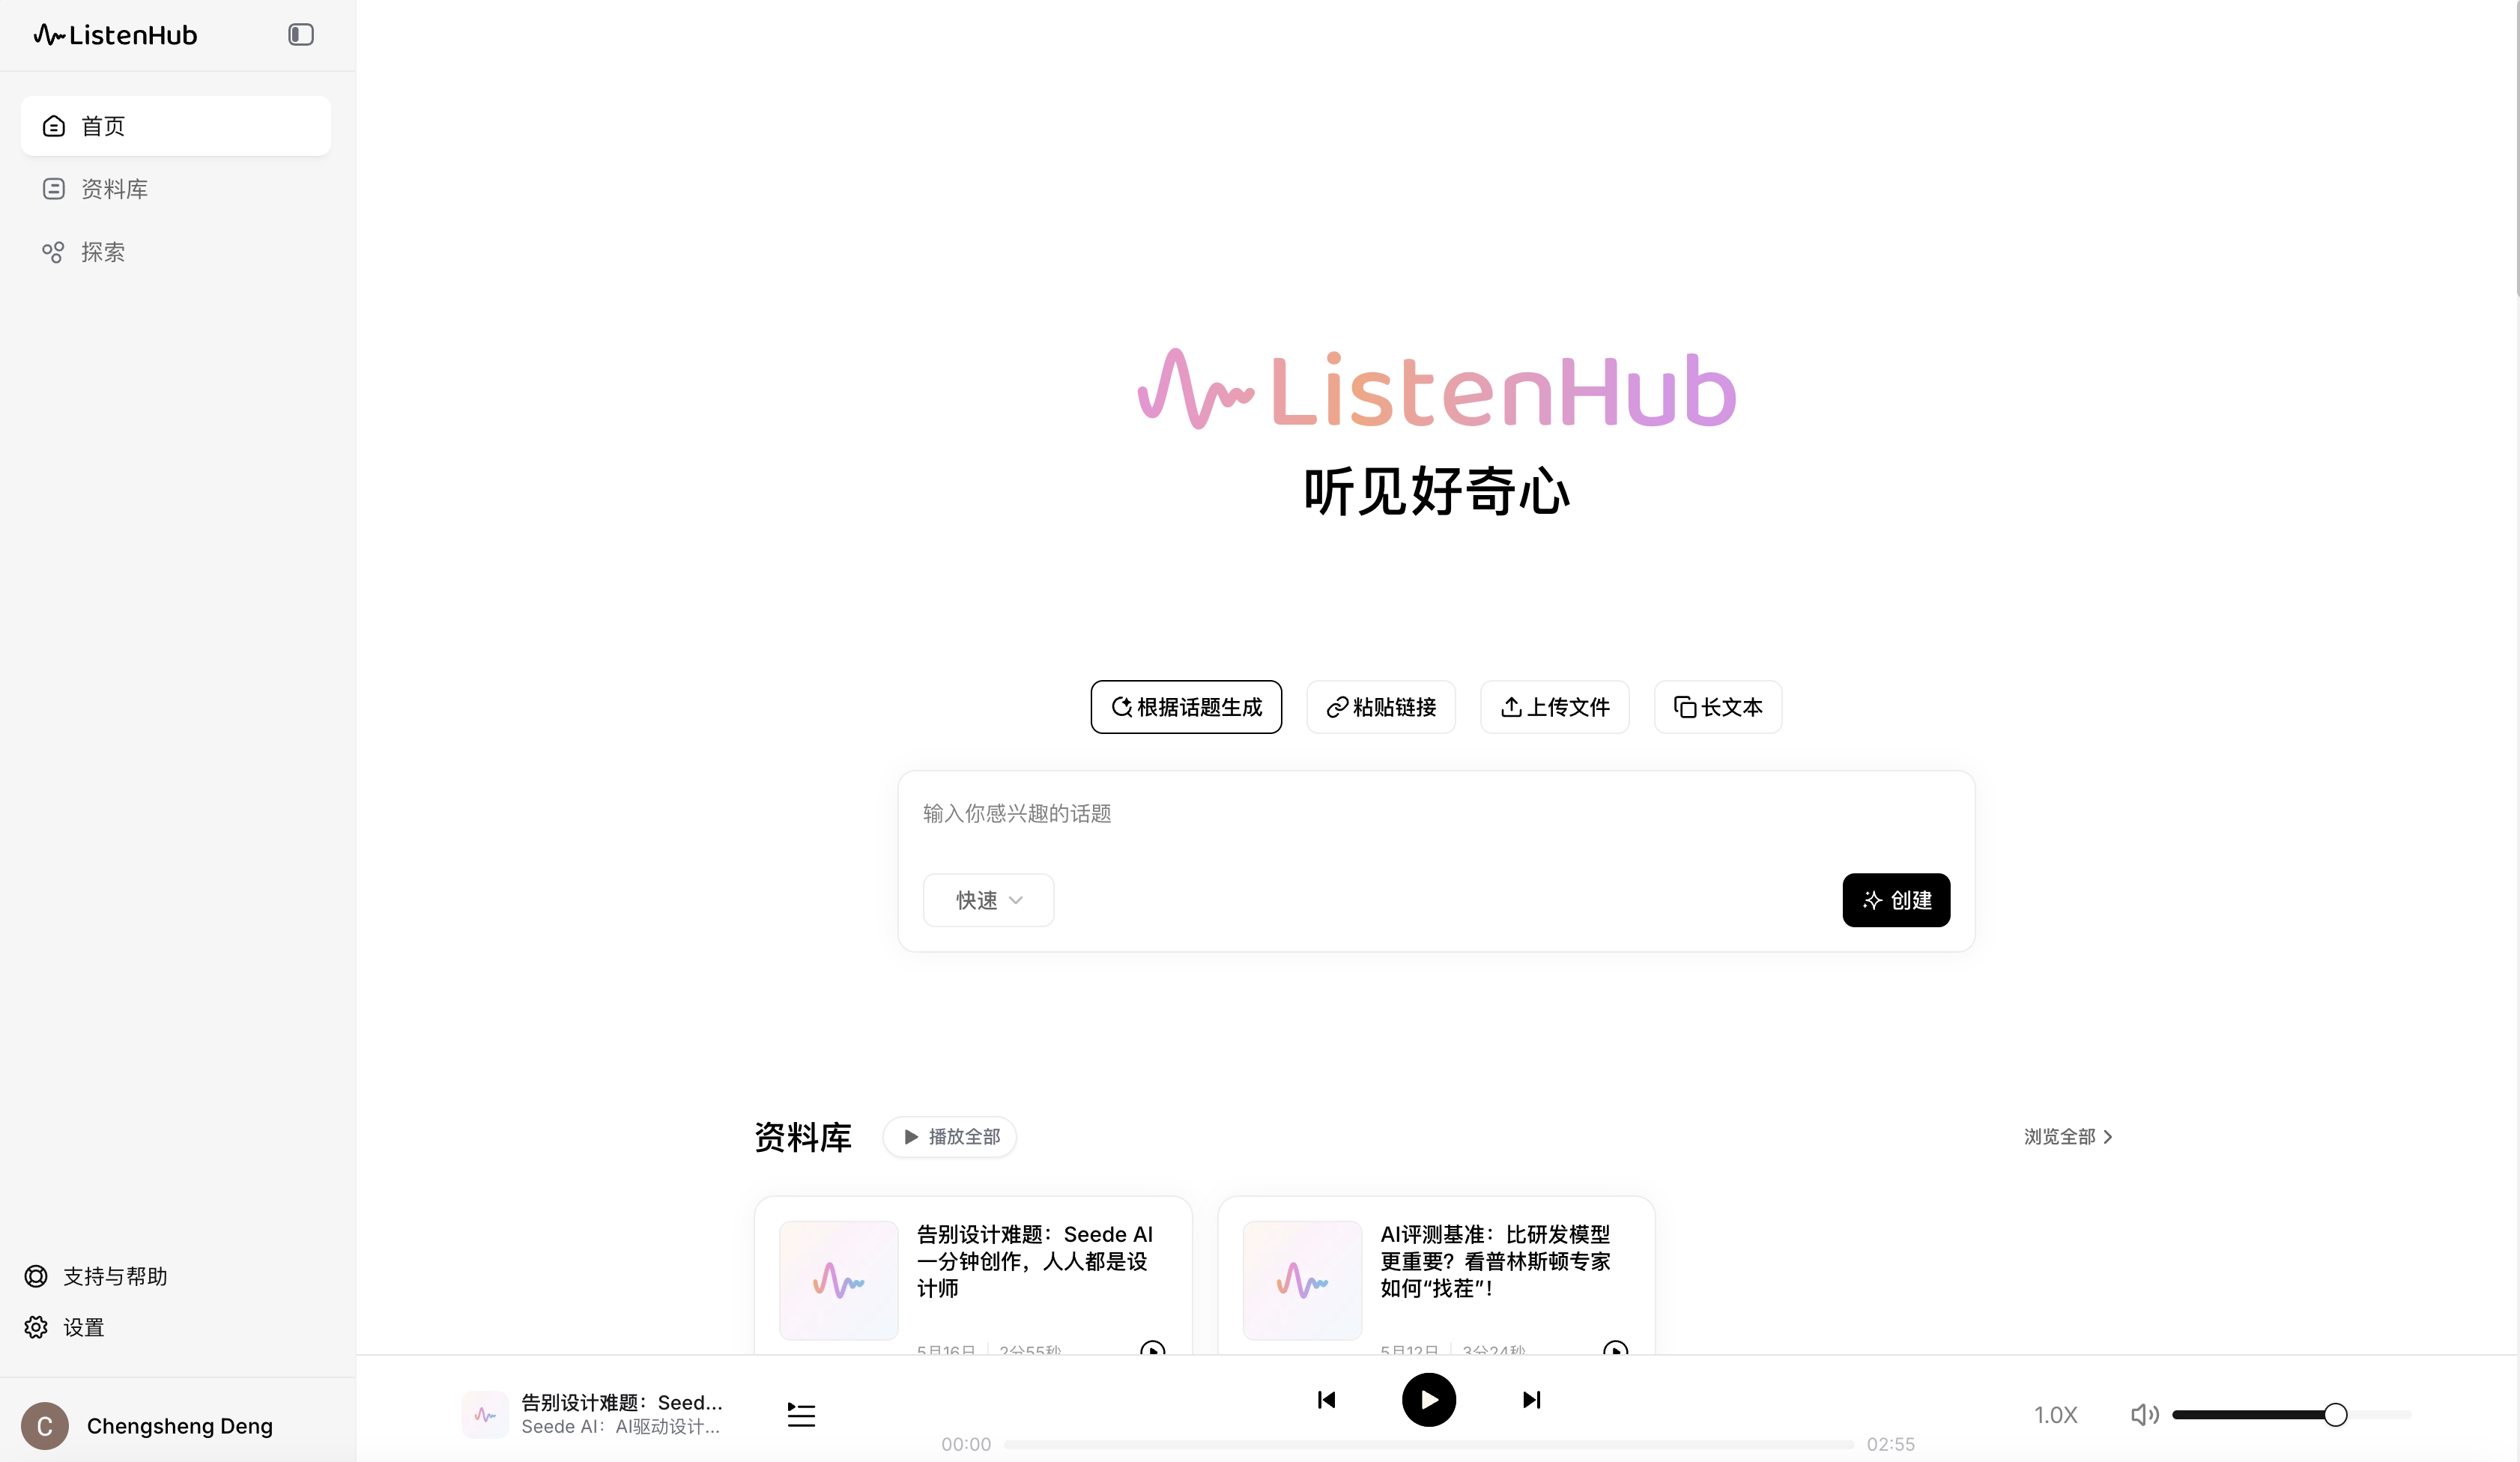 ListenHub
首页
资料库
探索
ListenHub
听见好奇心
根据话题生成
粘贴链接
上传文件
长文本
输入你感兴趣的话题
快速
创建
资料库
播放全部
浏览全部
告别设计难题：Seede AI
一分钟创作，人人都是设
计师
5月16日
2分55秒
AI评测基准：比研发模型
更重要？看普林斯顿专家
如何“找茬”！
5月12日
3分24秒
支持与帮助
设置
C
Chengsheng Deng
告别设计难题：Seed...
Seede AI：AI驱动设计...
00:00
02:55
1.0X